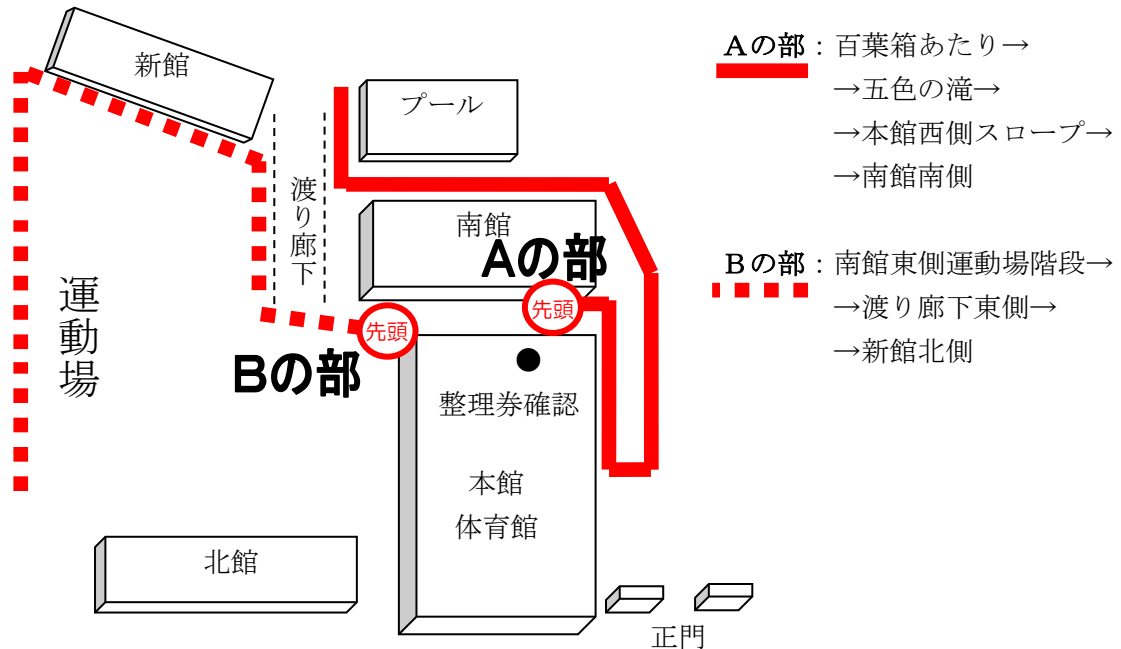 新館
プール
渡り廊下
南館
Aの部
先頭
先頭
Bの部
運動場
整理券確認
本館
体育館
北館
正門
Aの部：百葉箱あたり→
→五色の滝→
→本館西側スロープ→
→南館南側
Bの部：南館東側運動場階段→
→渡り廊下東側→
→新館北側